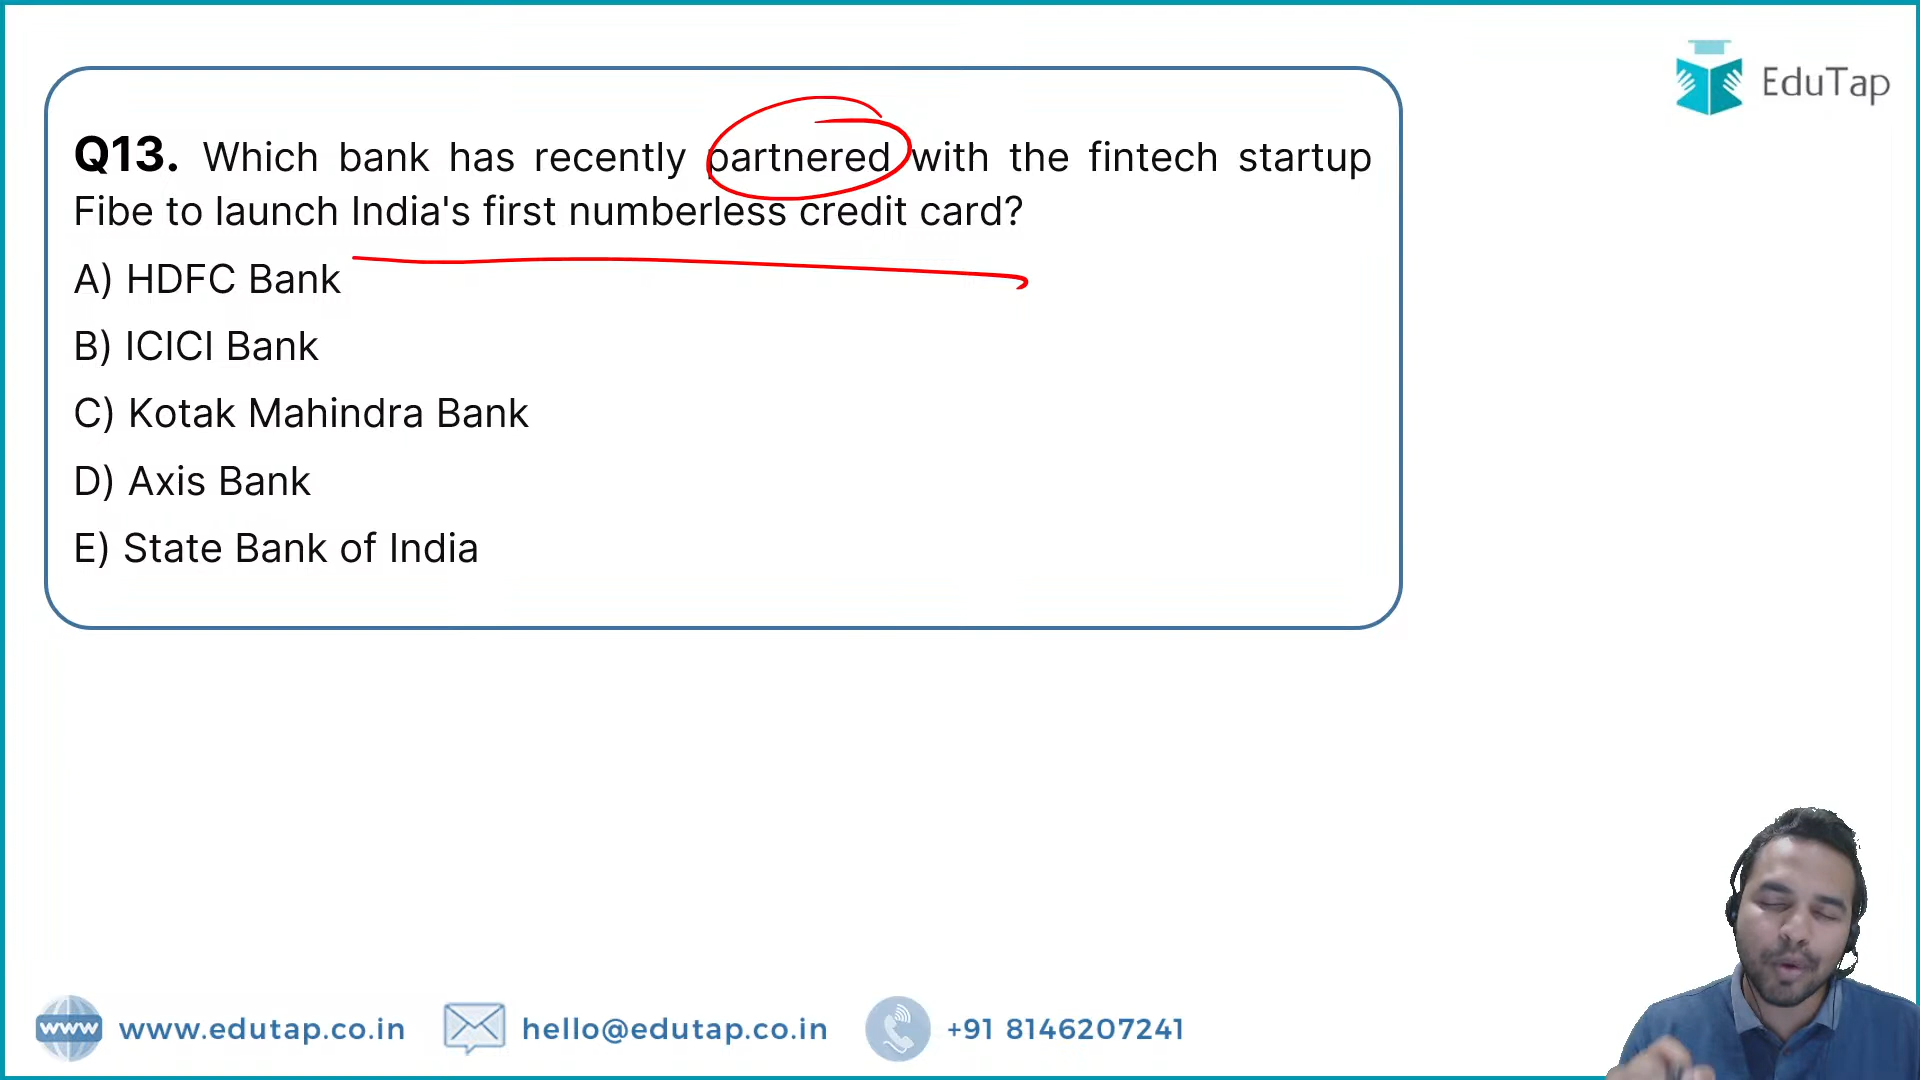 EduTap
Q13. Which bank has recently partnered with the fintech startup
Fibe to launch India's first numberless credit card?
A) HDFC Bank
B) ICICI Bank
C) Kotak Mahindra Bank
D) Axis Bank
E) State Bank of India
www www.edutap.co.in hello@edutap.co.in +91 8146207241